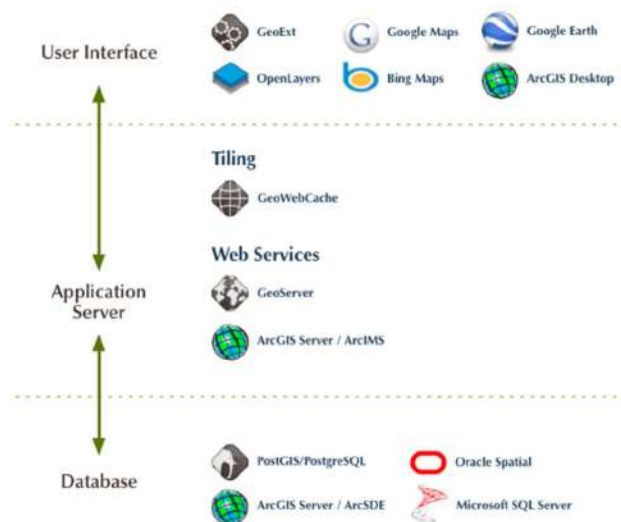 User Interface
GeoExt
Google Maps
Google Earth
OpenLayers
Bing Maps
ArcGIS Desktop
Tiling
GeoWebCache
Web Services
Application
Server
GeoServer
ArcGIS Server / ArcIMS
Database
PostGIS/PostgreSQL
Oracle Spatial
ArcGIS Server / ArcSDE
Microsoft SQL Server